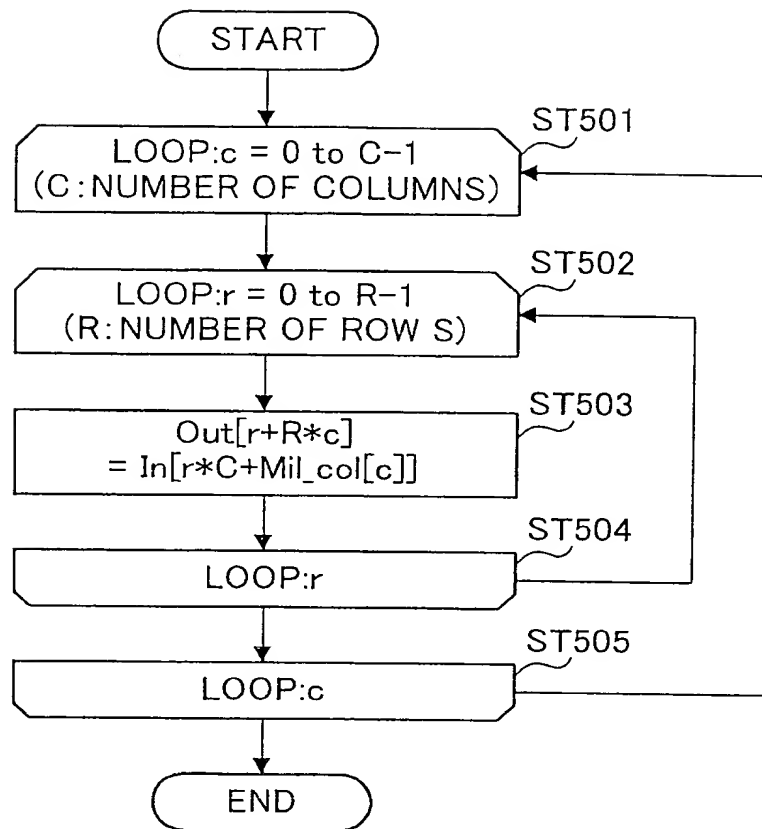 START
ST501
LOOP:c = 0 to C-1
(C:NUMBER OF COLUMNS)
ST502
LOOP:r = 0 to R-1
(R:NUMBER OF ROW S)
ST503
Out[r+R*c]
= In[r*C+Mil_col[c]]
ST504
LOOP:r
ST505
LOOP:c
END